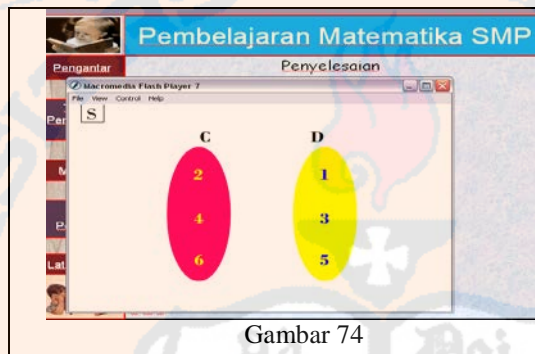 Pembelajaran Matematika SMP
Pengantar
Penyelesaian
Macromedia Flash Player 7
File View Control Help
S
C D
2 1
4 3
6 5
Gambar 74